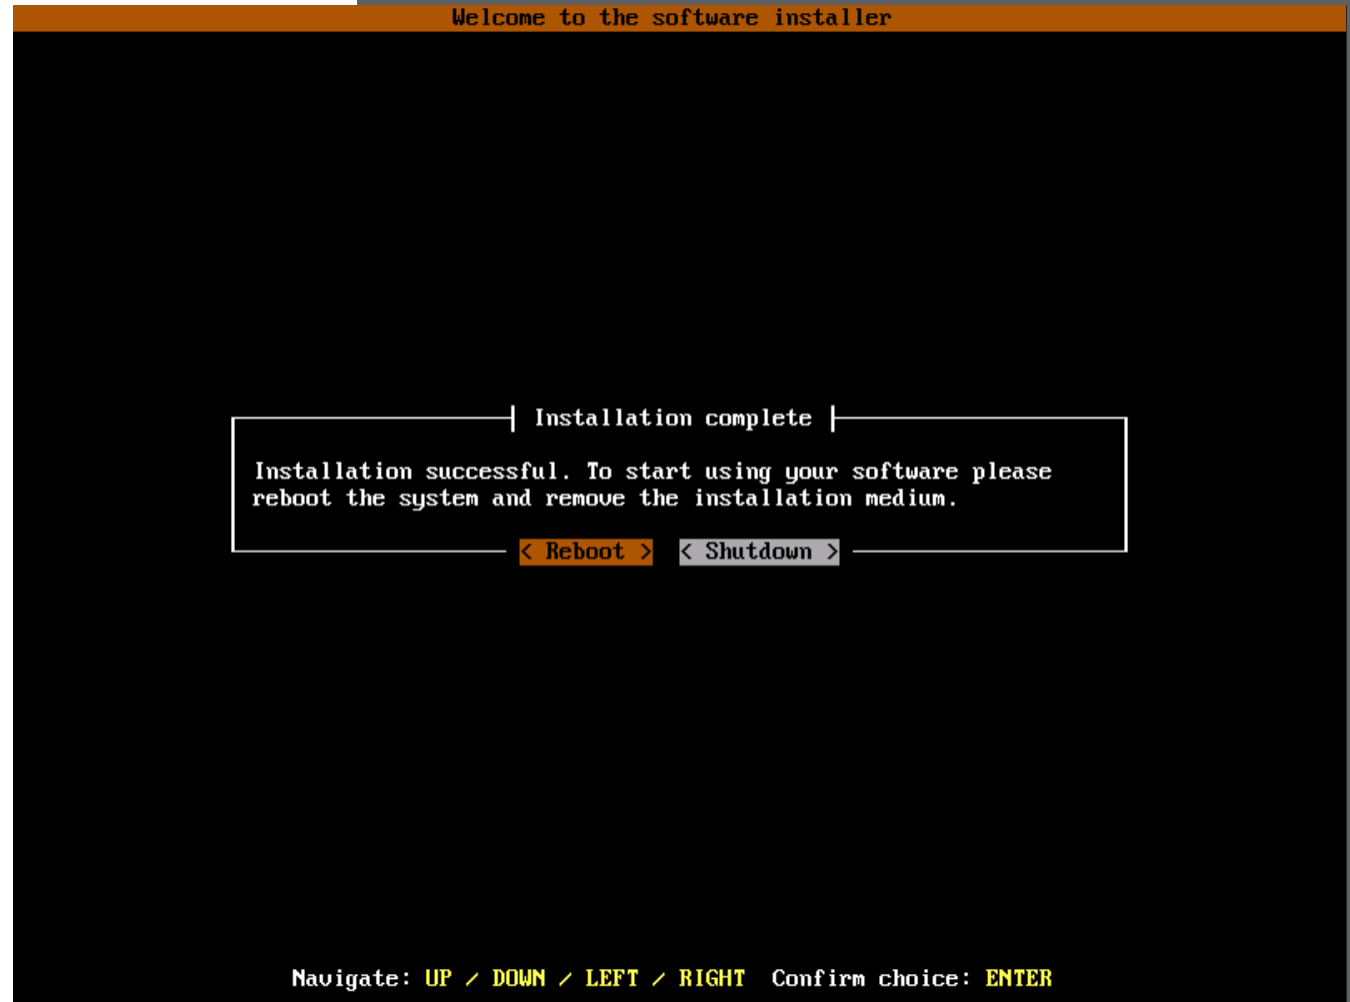 Welcome to the software installer
Installation complete
Installation successful. To start using your software please
reboot the system and remove the installation medium.
< Reboot > < Shutdown >
Navigate: UP / DOWN / LEFT / RIGHT Confirm choice: ENTER